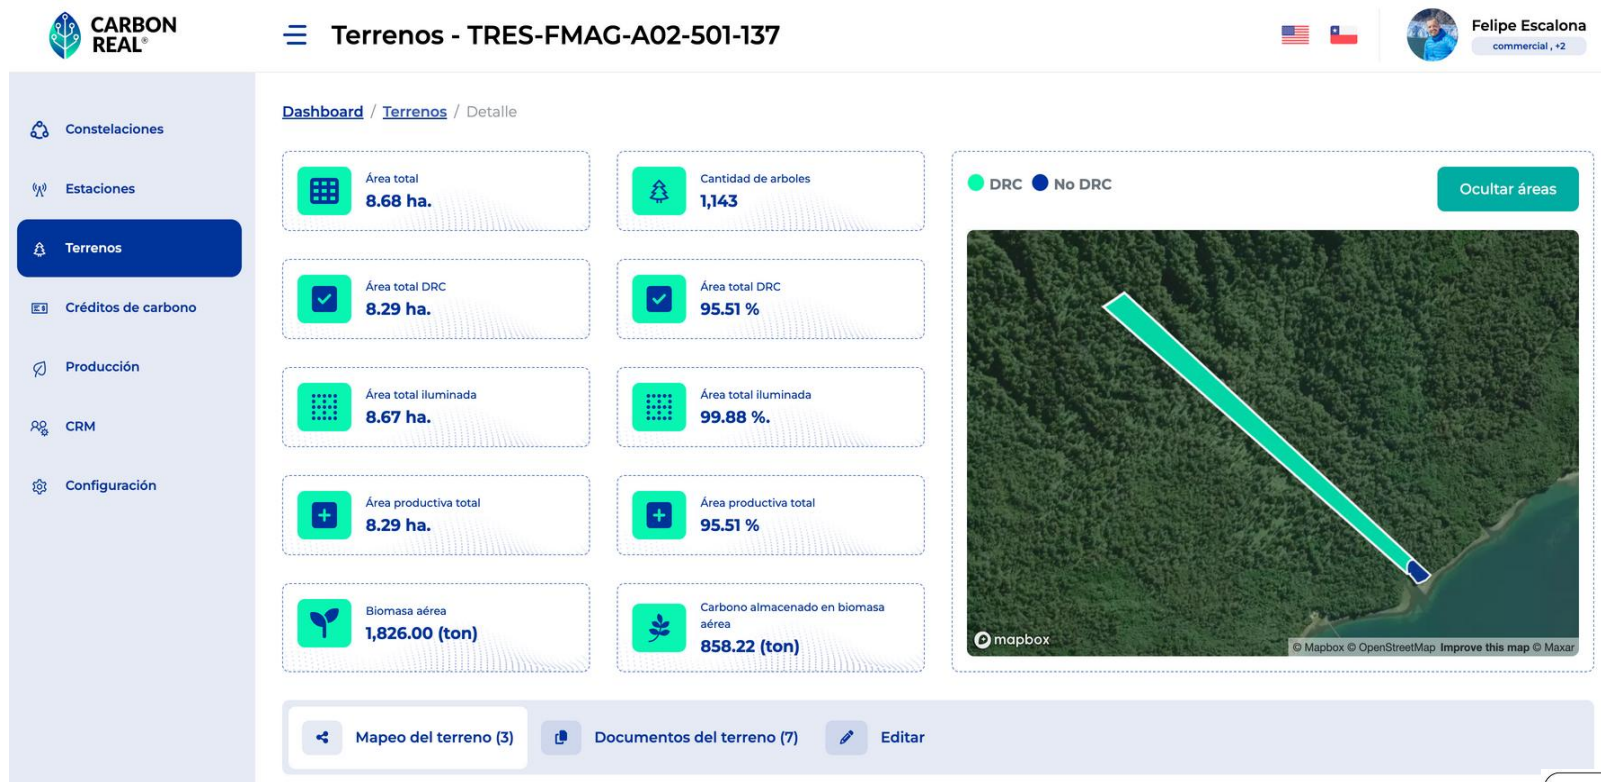 CARBON
REAL®
Terrenos - TRES-FMAG-A02-501-137
Felipe Escalona
commercial , +2
Constelaciones
Estaciones
Terrenos
Créditos de carbono
Producción
CRM
Configuración
Dashboard / Terrenos / Detalle
Área total
8.68 ha.
Cantidad de arboles
1,143
Área total DRC
8.29 ha.
Área total DRC
95.51 %
Área total iluminada
8.67 ha.
Área total iluminada
99.88 %.
Área productiva total
8.29 ha.
Área productiva total
95.51 %
Biomasa aérea
1,826.00 (ton)
Carbono almacenado en biomasa
aérea
858.22 (ton)
DRC No DRC
Ocultar áreas
mapbox
© Mapbox © OpenStreetMap Improve this map © Maxar
Mapeo del terreno (3)
Documentos del terreno (7)
Editar